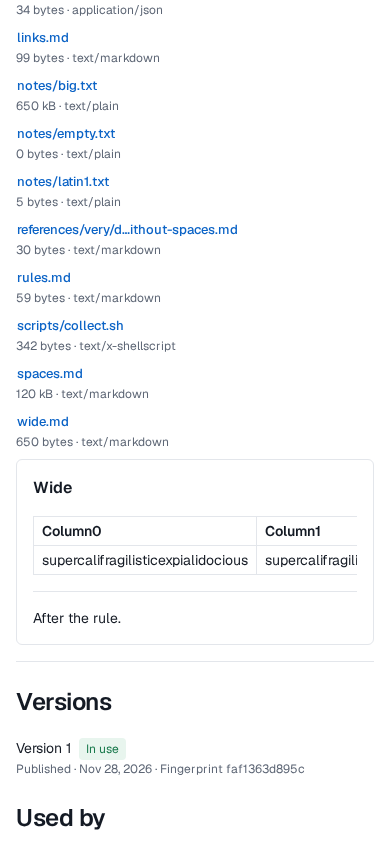 34 bytes · application/json
links.md
99 bytes · text/markdown
notes/big.txt
650 kB · text/plain
notes/empty.txt
0 bytes · text/plain
notes/latin1.txt
5 bytes · text/plain
references/very/d...ithout-spaces.md
30 bytes · text/markdown
rules.md
59 bytes · text/markdown
scripts/collect.sh
342 bytes · text/x-shellscript
spaces.md
120 kB · text/markdown
wide.md
650 bytes · text/markdown
Wide
Column0 Column1
supercalifragilisticexpialidocious supercalifragili
After the rule.
Versions
Version 1 In use
Published · Nov 28, 2026 · Fingerprint faf1363d895c
Used by